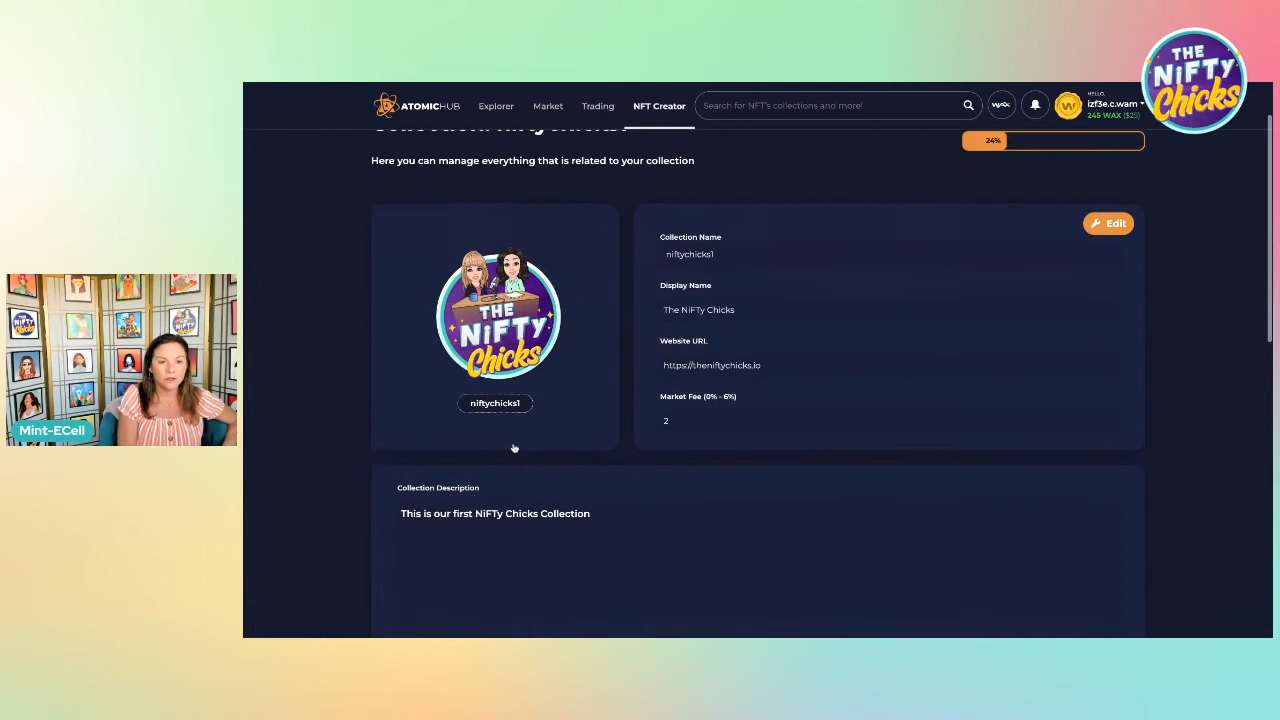 THE
NiFTy
Chicks
ATOMICHUB
Explorer
Market
Trading
NFT Creator
Search for NFT's collections and more!
HELLO,
izf3e.c.wam
245 WAX ($25)
24%
Here you can manage everything that is related to your collection
THE
NiFTy
Chicks
niftychicks1
Edit
Collection Name
niftychicks1
Display Name
The NiFTy Chicks
Website URL
https://theniftychicks.io
Market Fee (0% - 6%)
2
Mint-ECell
Collection Description
This is our first NiFTy Chicks Collection